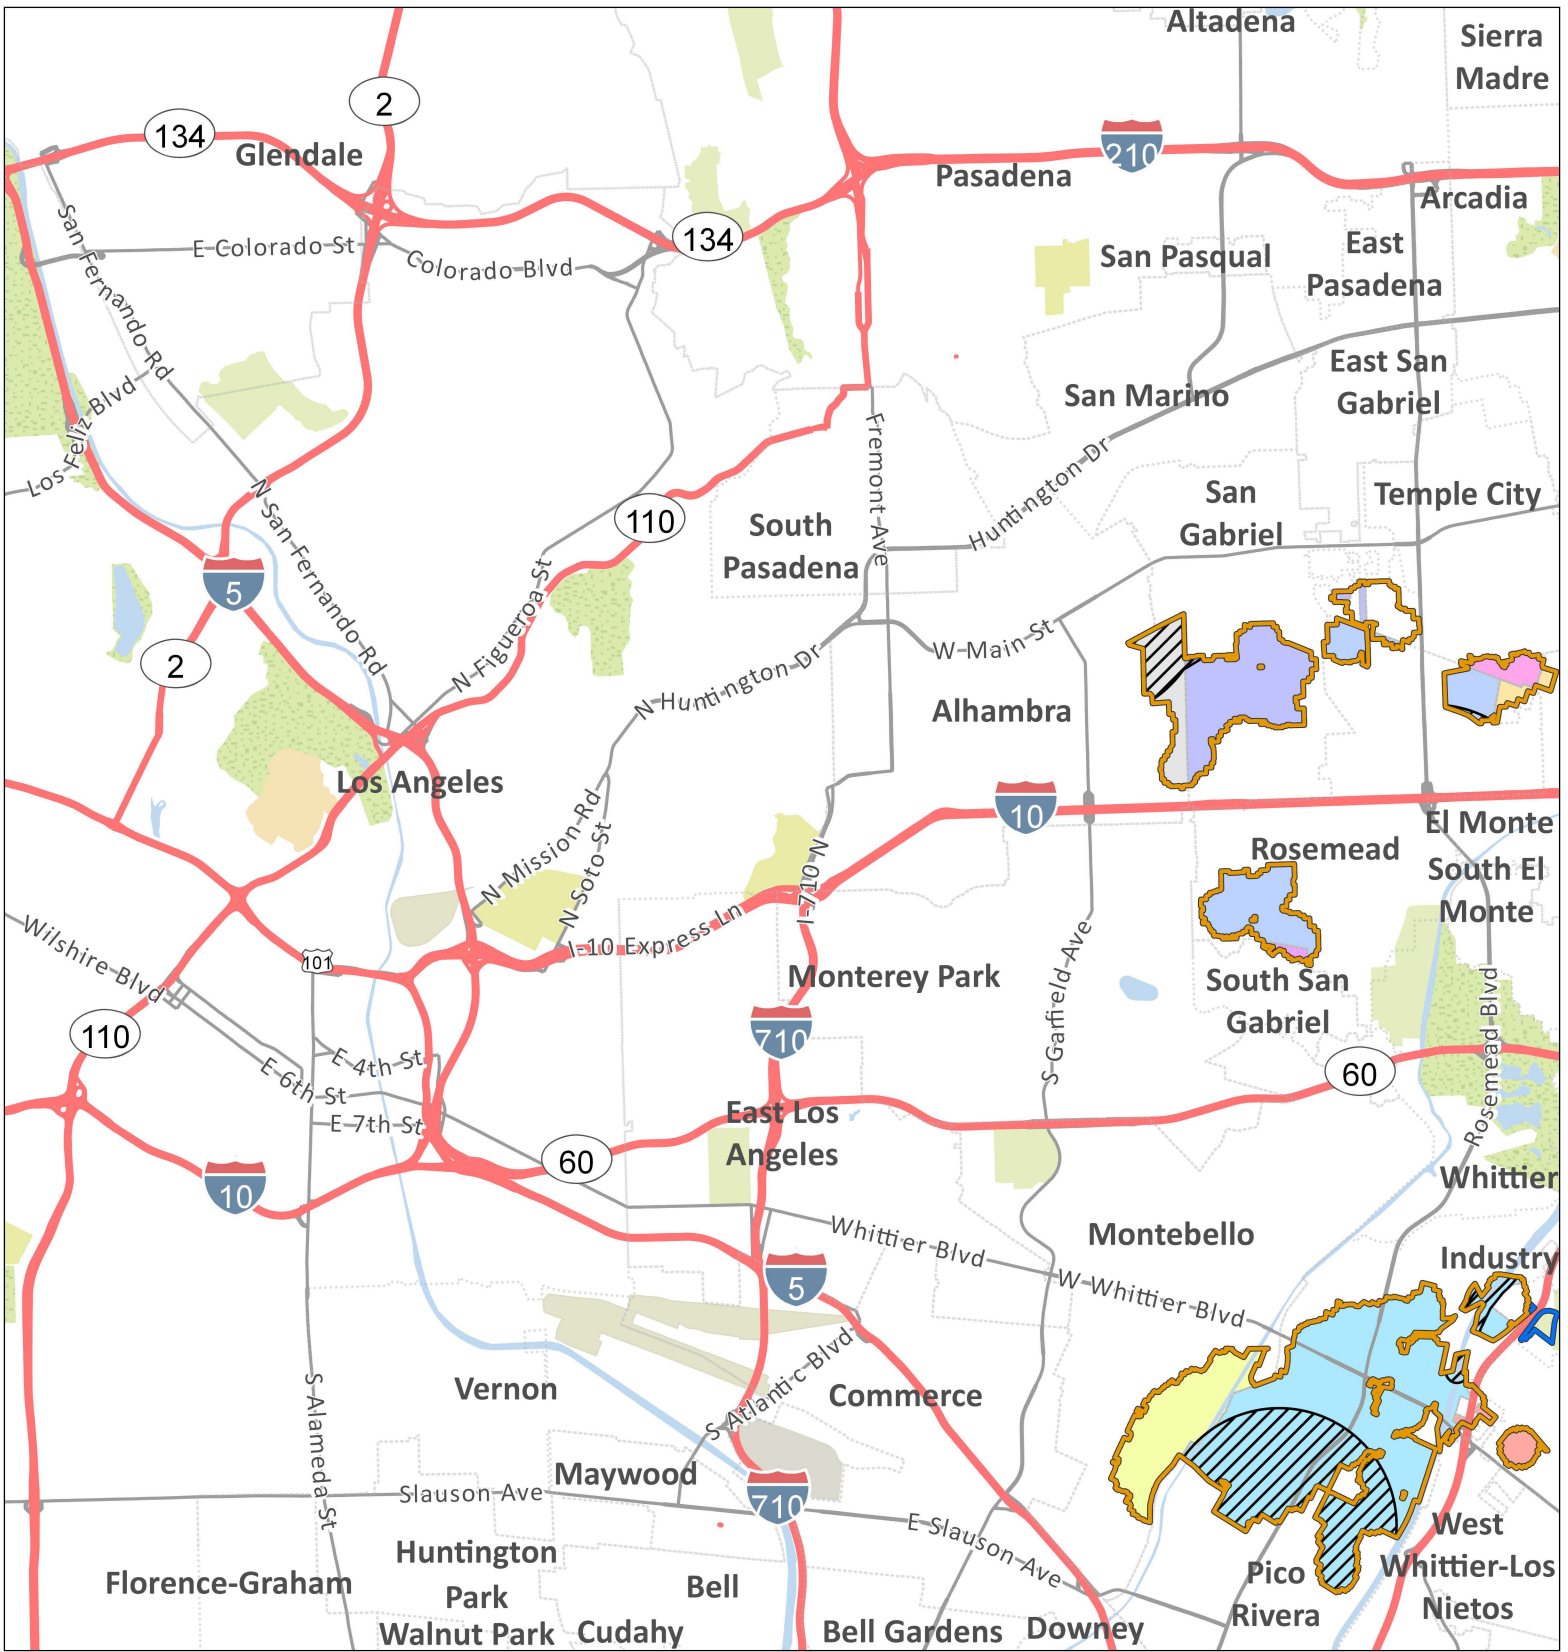 Altadena
Sierra
Madre
2
134
Glendale
210
Pasadena
Arcadia
San Fernando Rd
E Colorado St
Colorado Blvd
134
San Pasqual
East
Pasadena
Los Feliz Blvd
East San
Gabriel
San Marino
Fremont Ave
Huntington Dr
N San Fernando Rd
110
South
Pasadena
San
Gabriel
Temple City
5
2
N Figueroa St
W Main St
N Huntington Dr
Alhambra
Los Angeles
10
El Monte
N Mission Rd
N Soto St
I-710 N
Rosemead
South El
Monte
Wilshire Blvd
I-10 Express Ln
101
Monterey Park
S Garfield Ave
South San
Gabriel
Rosemead Blvd
110
710
E 4th St
E 6th St
E 7th St
60
East Los
Angeles
60
10
Whittier
Whittier Blvd
Montebello
Industry
5
W Whittier Blvd
S Alameda St
Vernon
S Atlantic Blvd
Commerce
Maywood
Slauson Ave
710
E Slauson Ave
West
Whittier-Los
Nietos
Huntington
Park
Florence-Graham
Bell
Pico
Rivera
Walnut Park
Cudahy
Bell Gardens
Downey